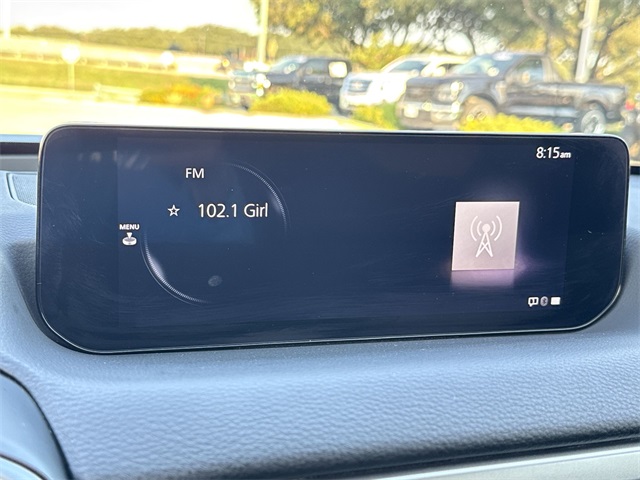 8:15am
FM
☆ 102.1 Girl
MENU